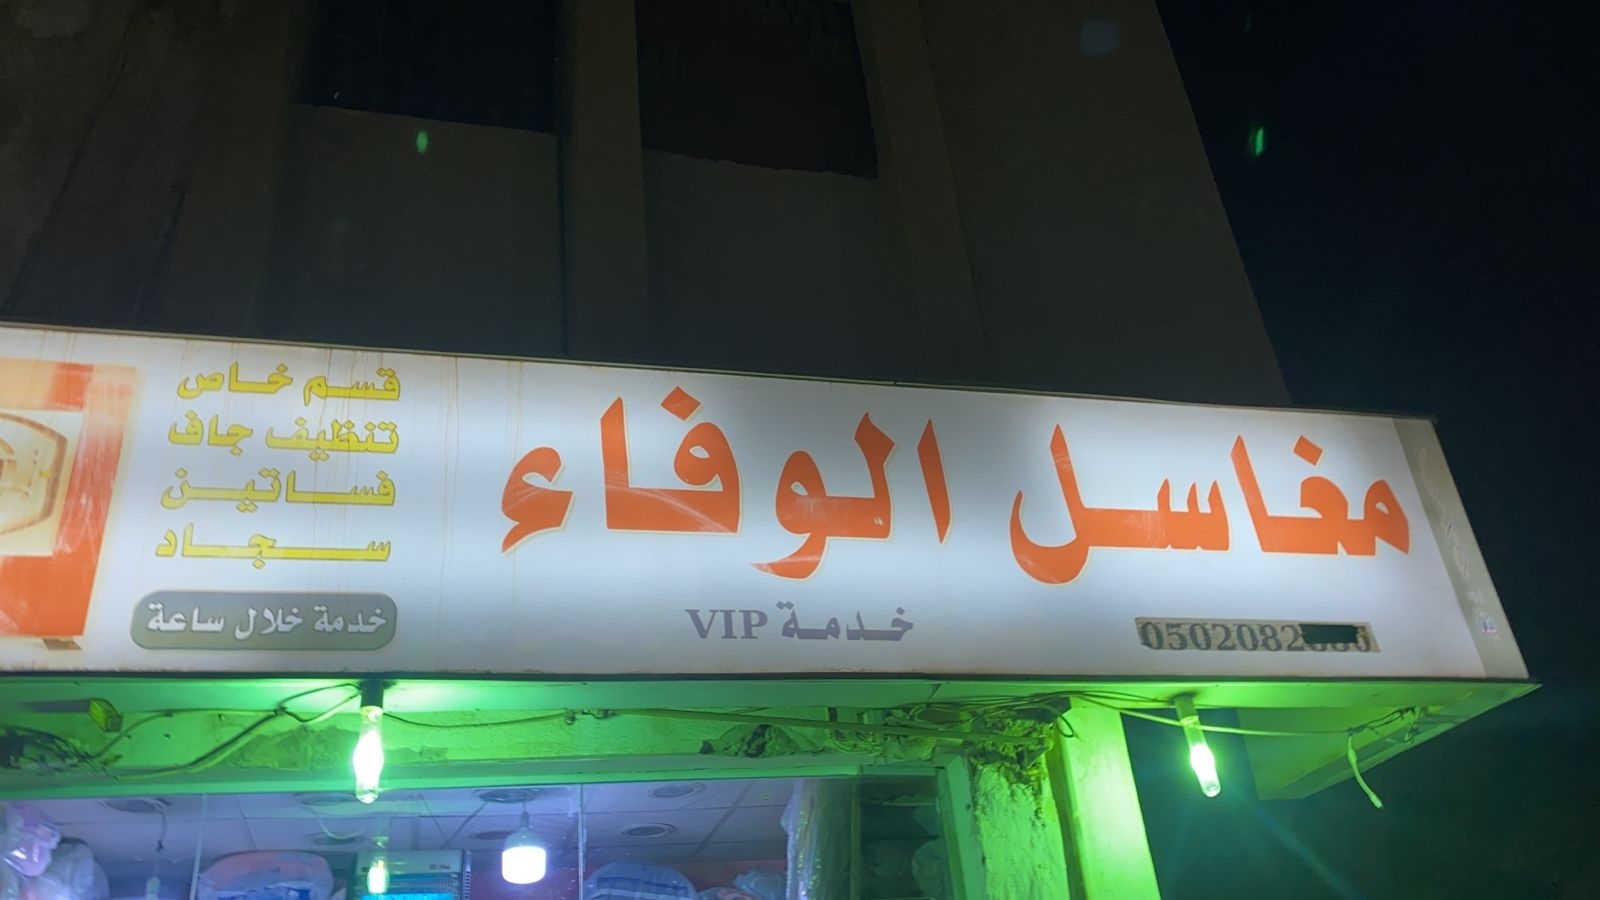 مغاسل الوفاء
خدمة VIP
0502082
قسم خاص
تنظيف جاف
فساتين
سجاد
خدمة خلال ساعة